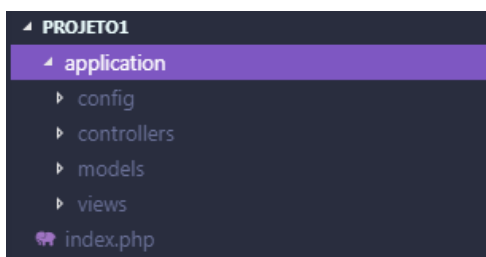 PROJETO1
application
config
controllers
models
views
index.php